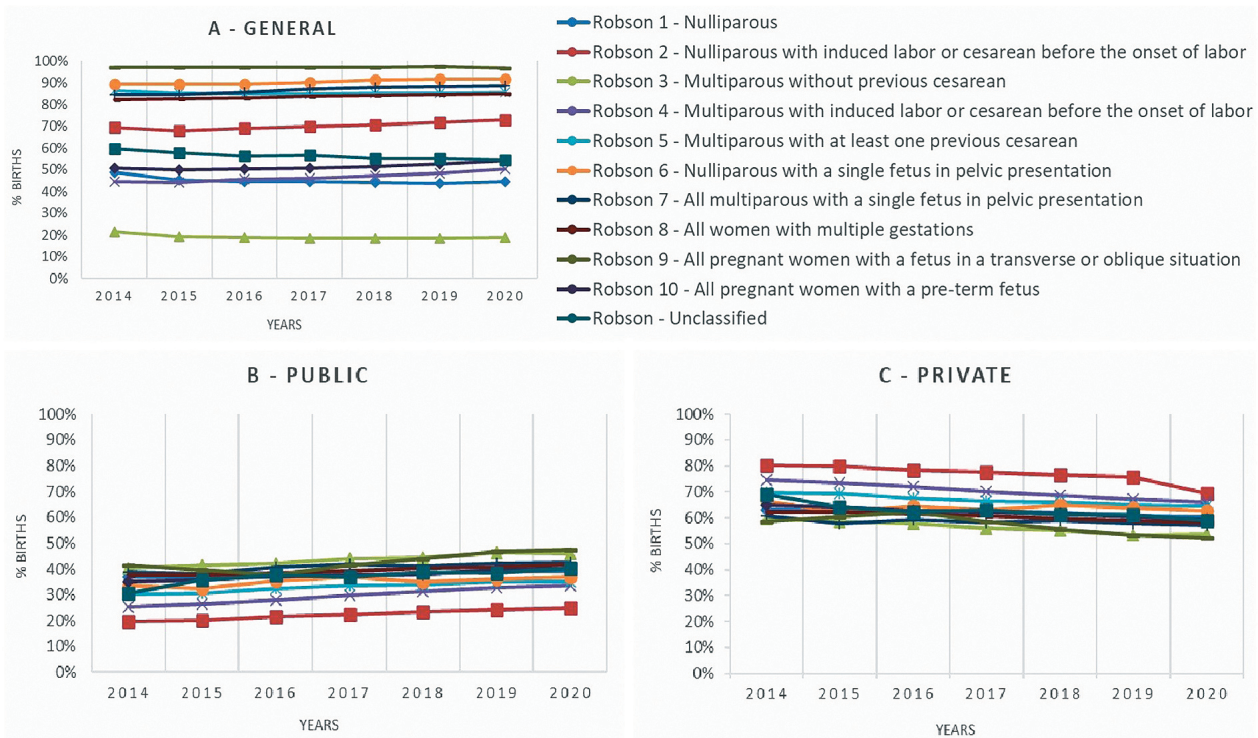 A - GENERAL
% BIRTHS
100%
90%
80%
70%
60%
50%
40%
30%
20%
10%
0%
2014 2015 2016 2017 2018 2019 2020
YEARS
Robson 1 - Nulliparous
Robson 2 - Nulliparous with induced labor or cesarean before the onset of labor
Robson 3 - Multiparous without previous cesarean
Robson 4 - Multiparous with induced labor or cesarean before the onset of labor
Robson 5 - Multiparous with at least one previous cesarean
Robson 6 - Nulliparous with a single fetus in pelvic presentation
Robson 7 - All multiparous with a single fetus in pelvic presentation
Robson 8 - All women with multiple gestations
Robson 9 - All pregnant women with a fetus in a transverse or oblique situation
Robson 10 - All pregnant women with a pre-term fetus
Robson - Unclassified
B - PUBLIC
% BIRTHS
100%
90%
80%
70%
60%
50%
40%
30%
20%
10%
0%
2014 2015 2016 2017 2018 2019 2020
YEARS
C - PRIVATE
% BIRTHS
100%
90%
80%
70%
60%
50%
40%
30%
20%
10%
0%
2014 2015 2016 2017 2018 2019 2020
YEARS